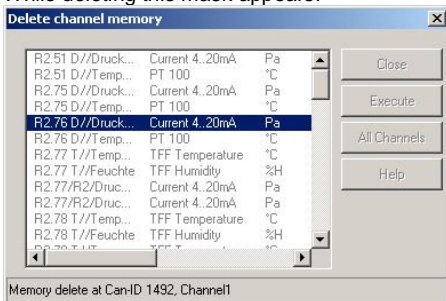 While deleting this mask appears:
Delete channel memory
R2.51 D//Druck... Current 4..20mA Pa
R2.51 D//Temp... PT 100 °C
R2.75 D//Druck... Current 4..20mA Pa
R2.75 D//Temp... PT 100 °C
R2.76 D//Druck... Current 4..20mA Pa
R2.76 D//Temp... PT 100 °C
R2.77 T//Temp... TFF Temperature °C
R2.77 T//Feuchte TFF Humidity %H
R2.77/R2/Druc... Current 4..20mA Pa
R2.77/R2/Druc... Current 4..20mA Pa
R2.78 T//Temp... TFF Temperature °C
R2.78 T//Feuchte TFF Humidity %H
Close
Execute
All Channels
Help
Memory delete at Can-ID 1492, Channel1